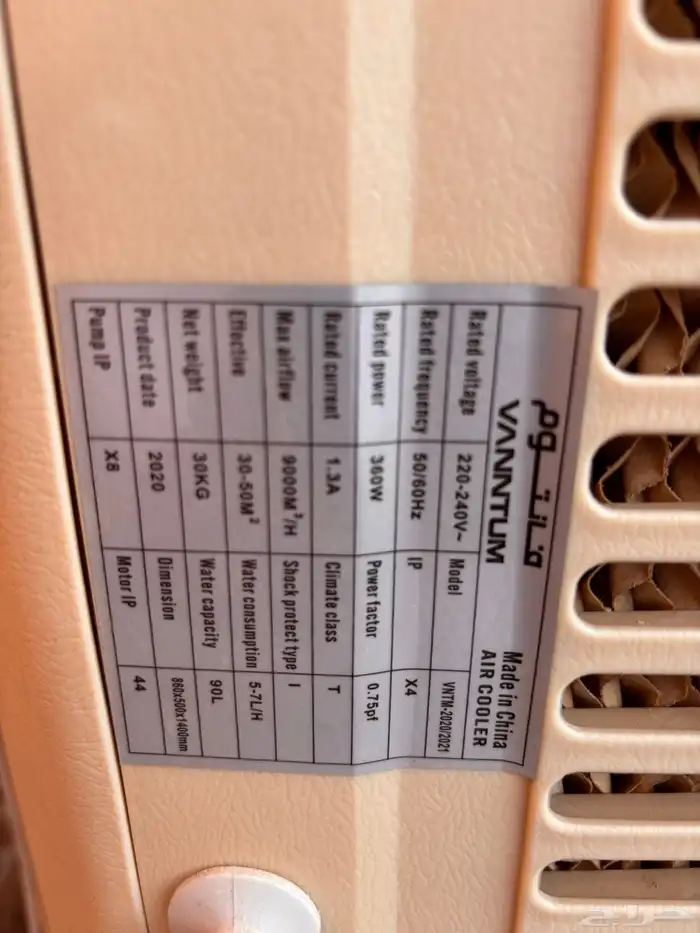 فانتوم
VANNTUM
Made in China
AIR COOLER
Rated voltage 220-240V~ Model VNTM-2020/2021
Rated frequency 50/60Hz IP X4
Rated power 360W Power factor 0.75pf
Rated current 1.3A Climate class T
Max airflow 9000M³/H Shock protect type I
Effective 30-50M² Water consumption 5-7L/H
Net weight 30KG Water capacity 90L
Product date 2020 Dimension 860x500x1400mm
Pump IP X8 Motor IP 44
حراج